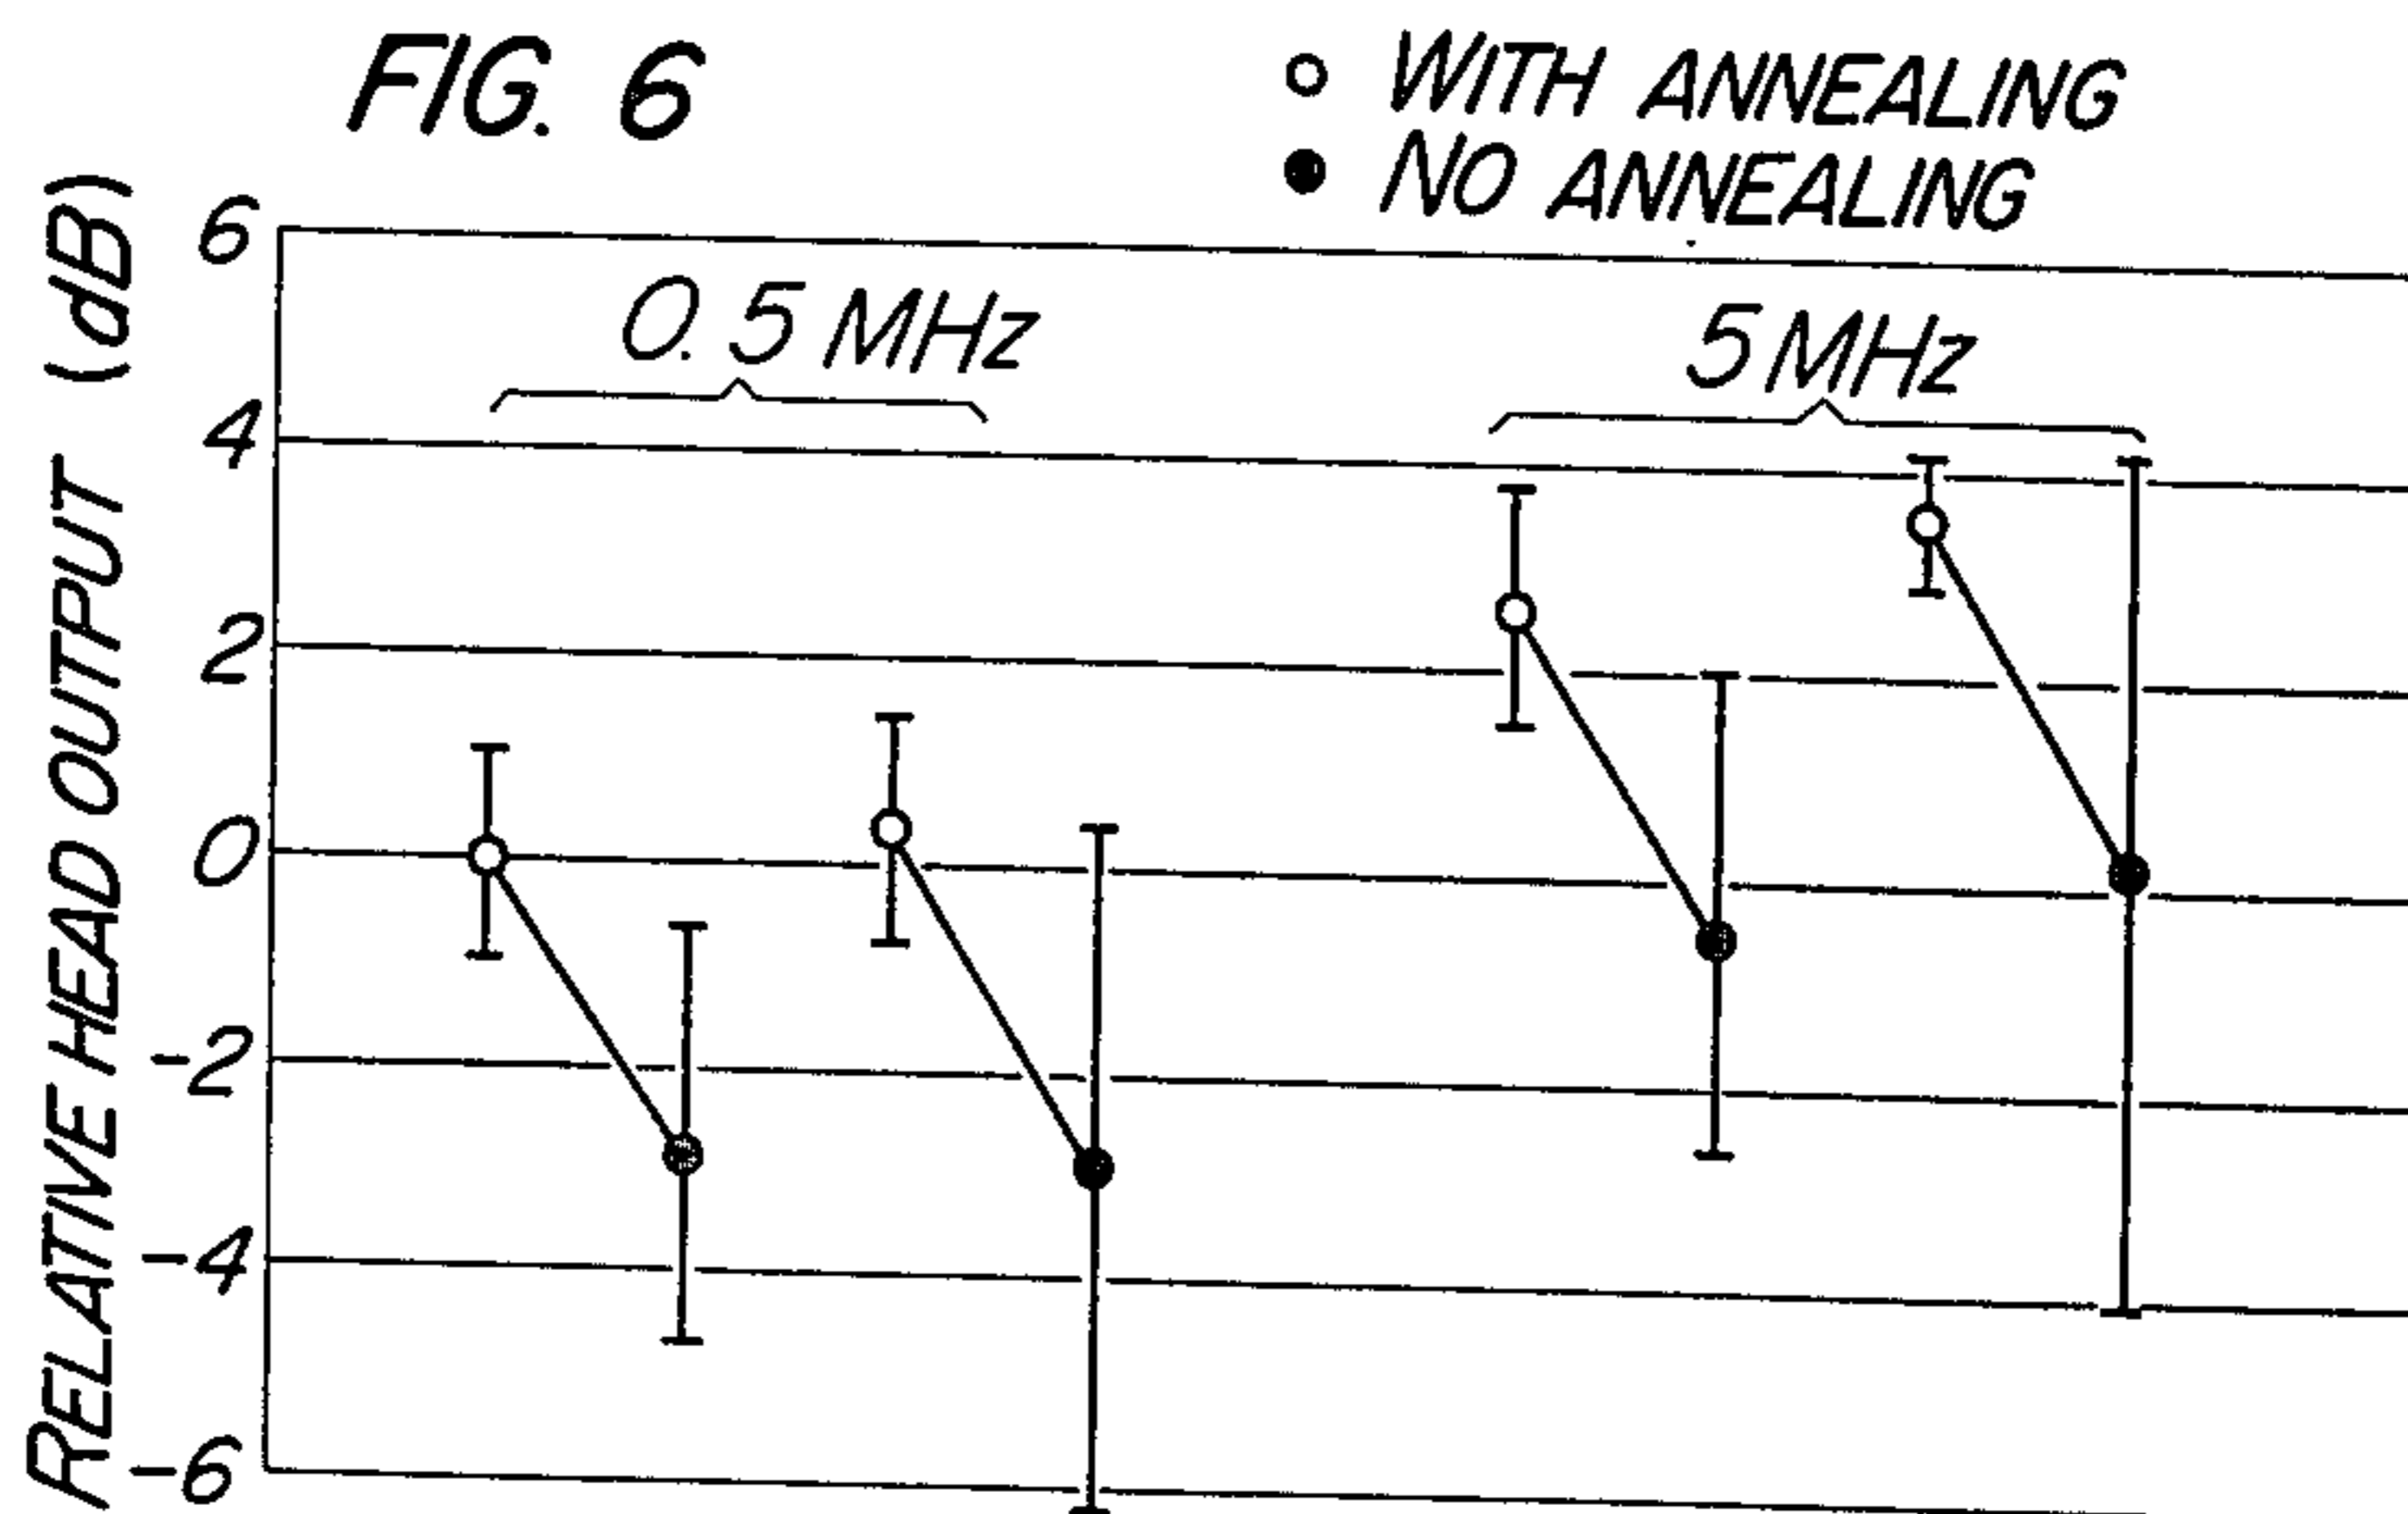 FIG. 6
WITH ANNEALING
NO ANNEALING
RELATIVE HEAD OUTPUT (dB)
6
4
2
0
-2
-4
-6
0.5 MHz
5 MHz